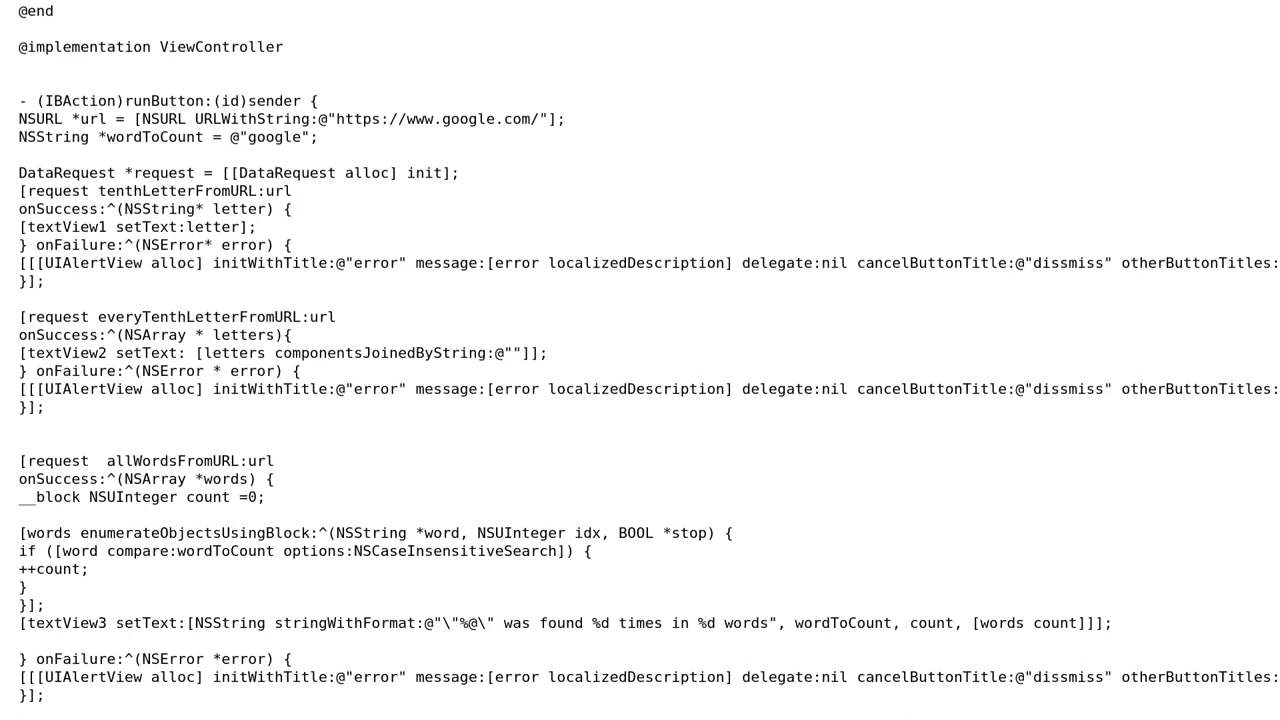 @end
@implementation ViewController
- (IBAction)runButton:(id)sender {
NSURL *url = [NSURL URLWithString:@"https://www.google.com/"];
NSString *wordToCount = @"google";
DataRequest *request = [[DataRequest alloc] init];
[request tenthLetterFromURL:url
onSuccess:^(NSString* letter) {
[textView1 setText:letter];
} onFailure:^(NSError* error) {
[[[UIAlertView alloc] initWithTitle:@"error" message:[error localizedDescription] delegate:nil cancelButtonTitle:@"dissmiss" otherButtonTitles:
}];
[request everyTenthLetterFromURL:url
onSuccess:^(NSArray * letters){
[textView2 setText: [letters componentsJoinedByString:@""]];
} onFailure:^(NSError * error) {
[[[UIAlertView alloc] initWithTitle:@"error" message:[error localizedDescription] delegate:nil cancelButtonTitle:@"dissmiss" otherButtonTitles:
}];
[request  allWordsFromURL:url
onSuccess:^(NSArray *words) {
__block NSUInteger count =0;
[words enumerateObjectsUsingBlock:^(NSString *word, NSUInteger idx, BOOL *stop) {
if ([word compare:wordToCount options:NSCaseInsensitiveSearch]) {
++count;
}
}];
[textView3 setText:[NSString stringWithFormat:@"\"%@\" was found %d times in %d words", wordToCount, count, [words count]]];
} onFailure:^(NSError *error) {
[[[UIAlertView alloc] initWithTitle:@"error" message:[error localizedDescription] delegate:nil cancelButtonTitle:@"dissmiss" otherButtonTitles:
}];